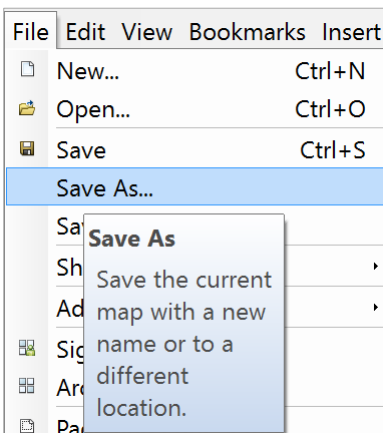 File Edit View Bookmarks Insert
New... Ctrl+N
Open... Ctrl+O
Save Ctrl+S
Save As...
Save As
Save the current
map with a new
name or to a
different
location.